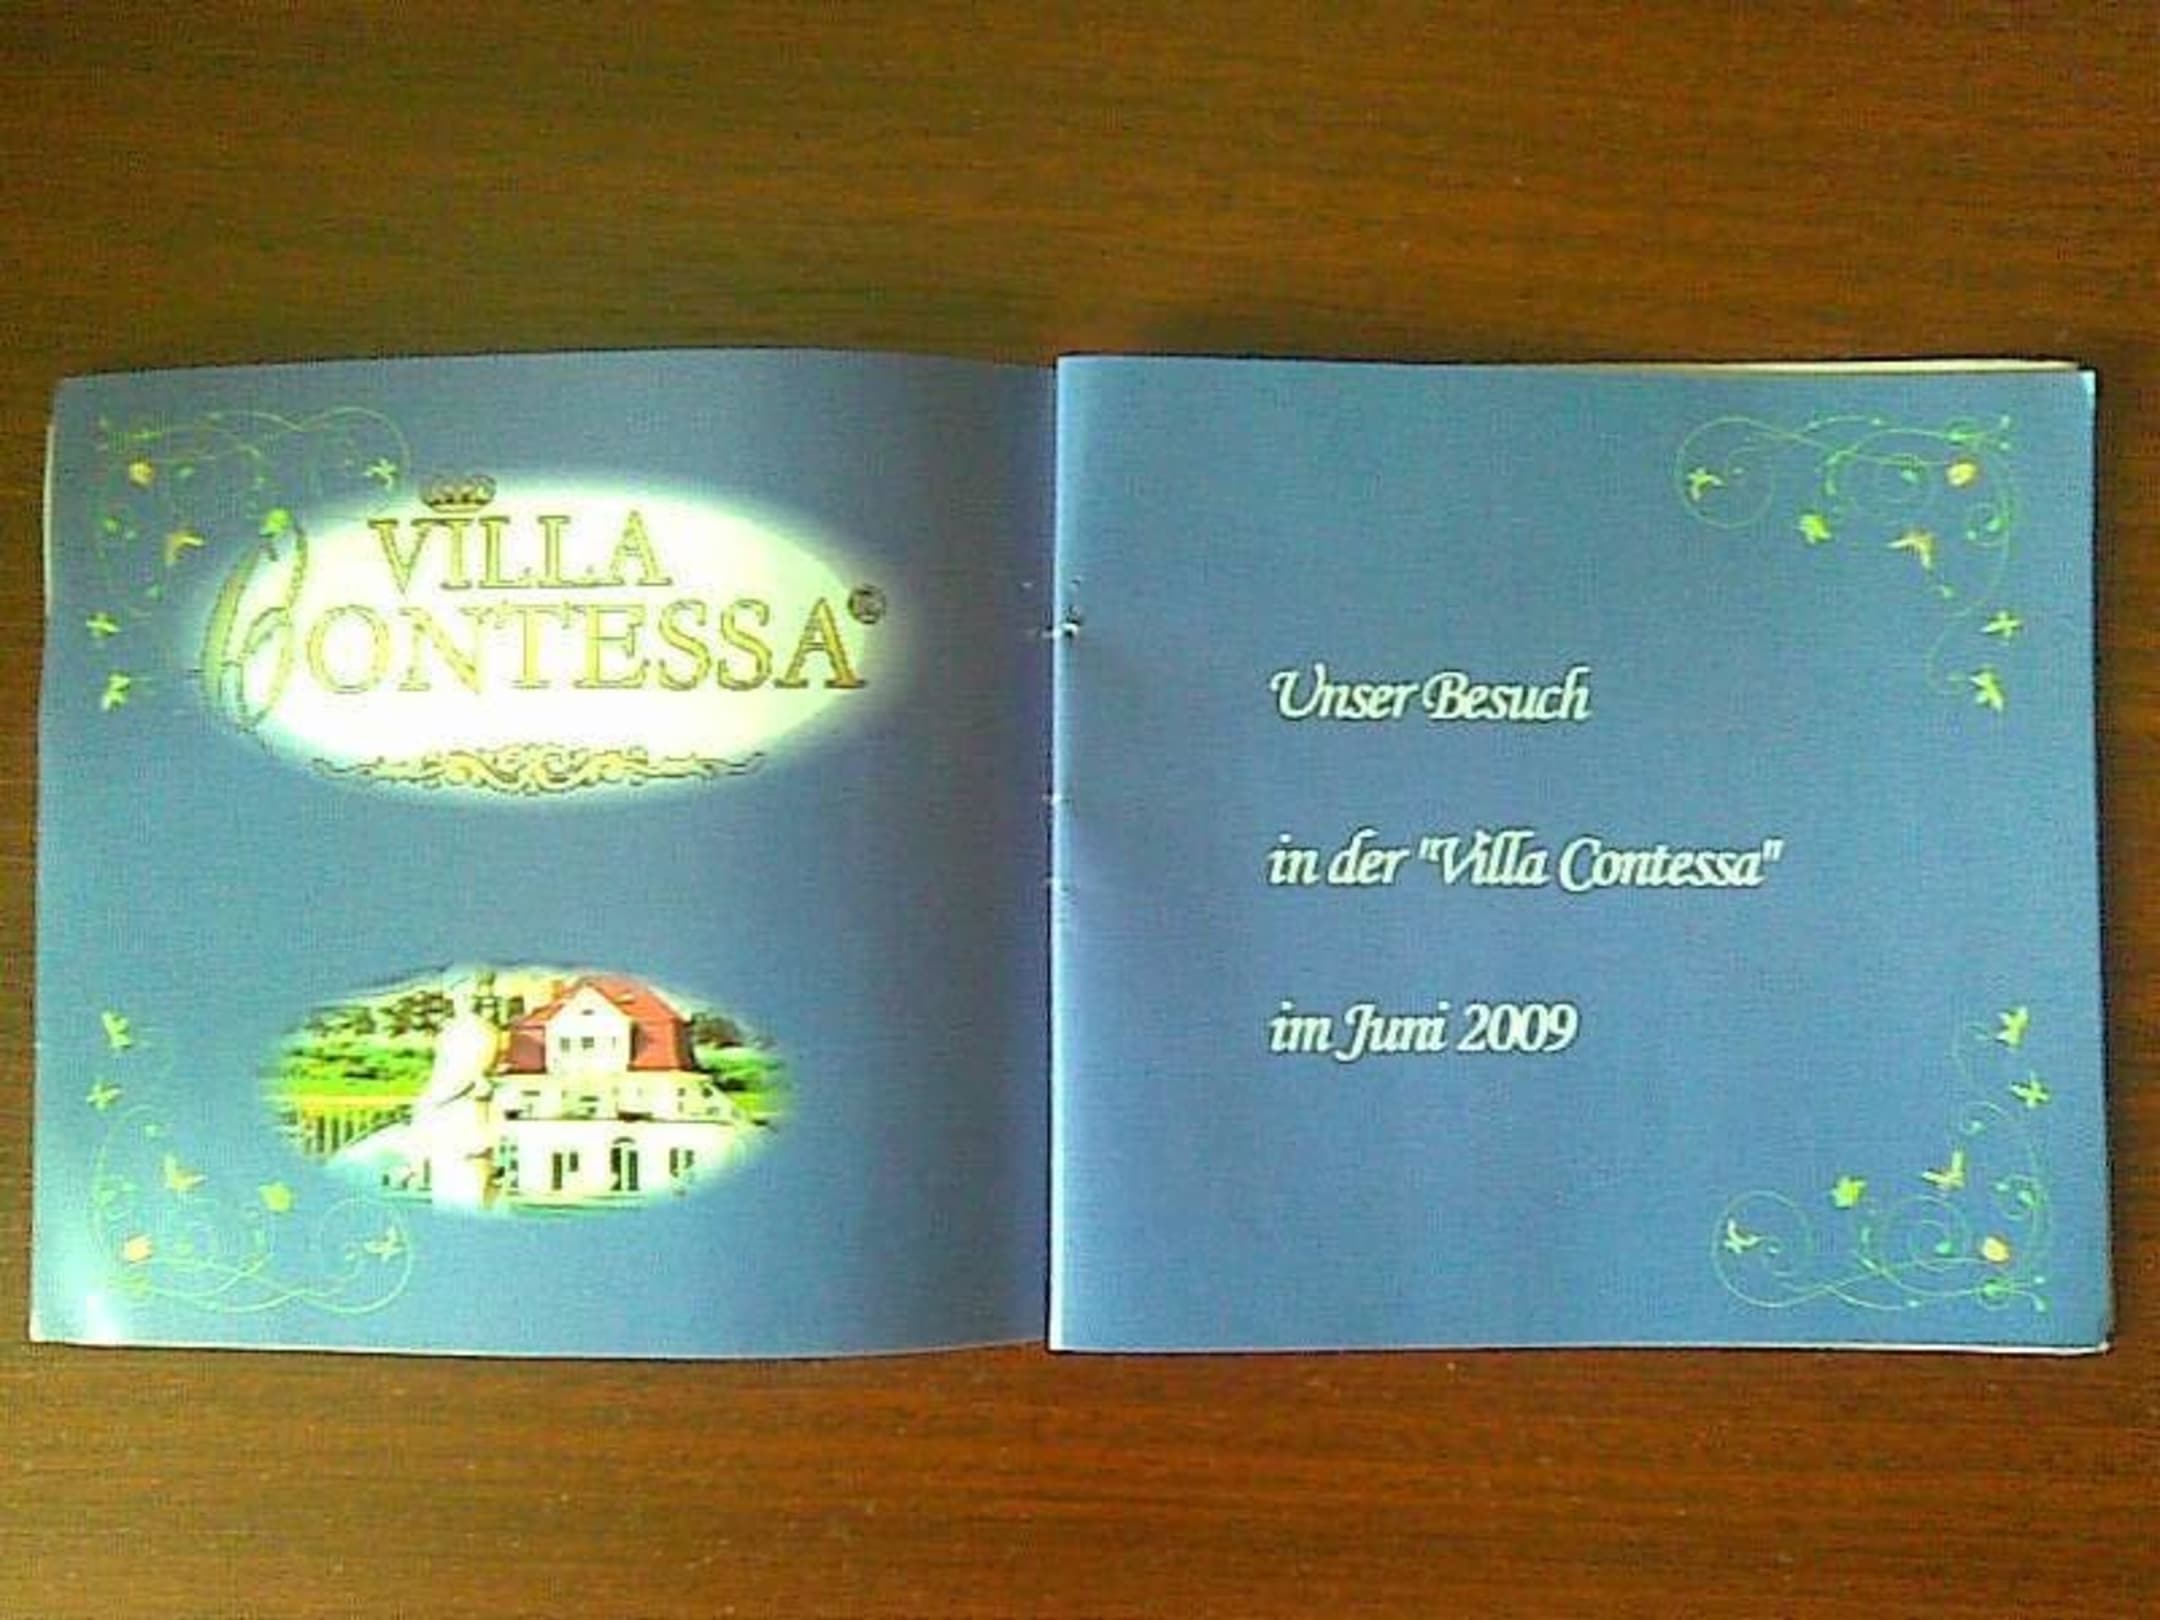 VILLA
CONTESSA®
Unser Besuch
in der "Villa Contessa"
im Juni 2009